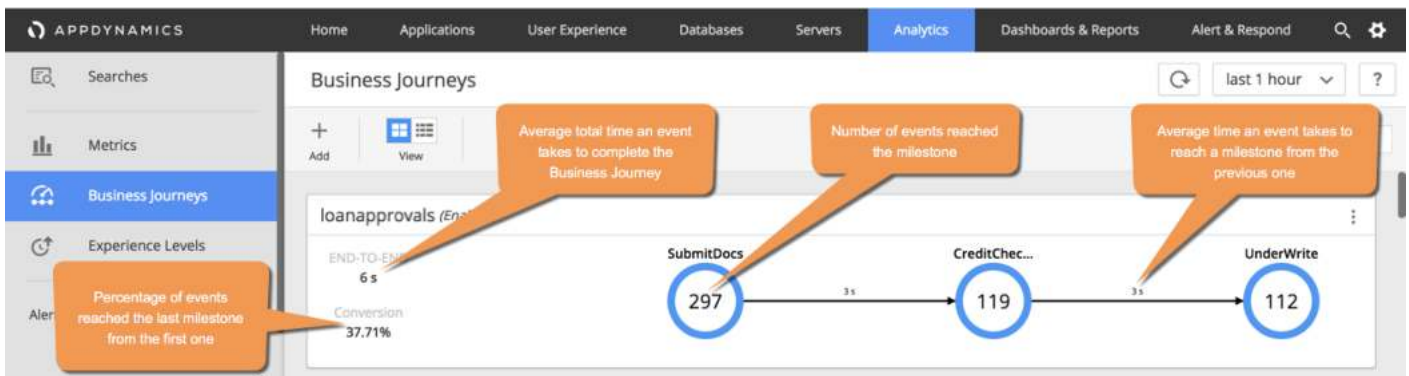 APPDYNAMICS
Home Applications User Experience Databases Servers Analytics Dashboards & Reports Alert & Respond
Searches
Business Journeys
last 1 hour
?
Metrics
Add
View
Average total time an event
takes to complete the
Business Journey
Number of events reached
the milestone
Average time an event takes to
reach a milestone from the
previous one
Business Journeys
loanapprovals
Experience Levels
END-TO-END
6 s
SubmitDocs
CreditChec...
UnderWrite
297
3 s
119
3 s
112
Percentage of events
reached the last milestone
from the first one
Conversion
37.71%